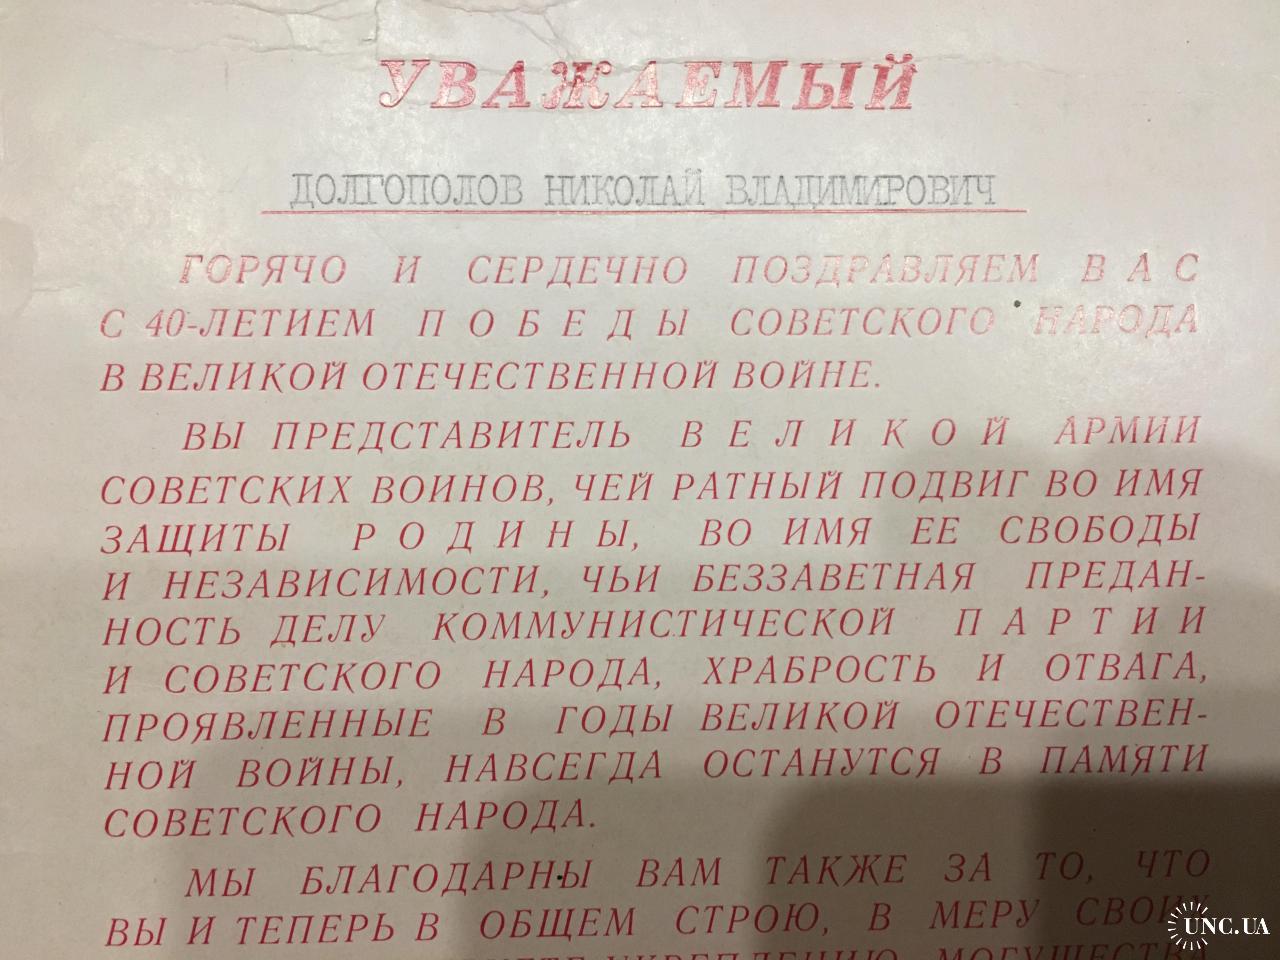 УВАЖАЕМЫЙ
ДОЛГОПОЛОВ НИКОЛАЙ ВЛАДИМИРОВИЧ
ГОРЯЧО И СЕРДЕЧНО ПОЗДРАВЛЯЕМ ВАС
С 40-ЛЕТИЕМ ПОБЕДЫ СОВЕТСКОГО НАРОДА
В ВЕЛИКОЙ ОТЕЧЕСТВЕННОЙ ВОЙНЕ.
ВЫ ПРЕДСТАВИТЕЛЬ ВЕЛИКОЙ АРМИИ
СОВЕТСКИХ ВОИНОВ, ЧЕЙ РАТНЫЙ ПОДВИГ ВО ИМЯ
ЗАЩИТЫ РОДИНЫ, ВО ИМЯ ЕЕ СВОБОДЫ
И НЕЗАВИСИМОСТИ, ЧЬИ БЕЗЗАВЕТНАЯ ПРЕДАН-
НОСТЬ ДЕЛУ КОММУНИСТИЧЕСКОЙ ПАРТИИ
И СОВЕТСКОГО НАРОДА, ХРАБРОСТЬ И ОТВАГА,
ПРОЯВЛЕННЫЕ В ГОДЫ ВЕЛИКОЙ ОТЕЧЕСТВЕН-
НОЙ ВОЙНЫ, НАВСЕГДА ОСТАНУТСЯ В ПАМЯТИ
СОВЕТСКОГО НАРОДА.
МЫ БЛАГОДАРНЫ ВАМ ТАКЖЕ ЗА ТО, ЧТО
ВЫ И ТЕПЕРЬ В ОБЩЕМ СТРОЮ, В МЕРУ СВОИХ
УКРЕПЛЕНИЮ МОГУЩЕСТВА
UNC.UA